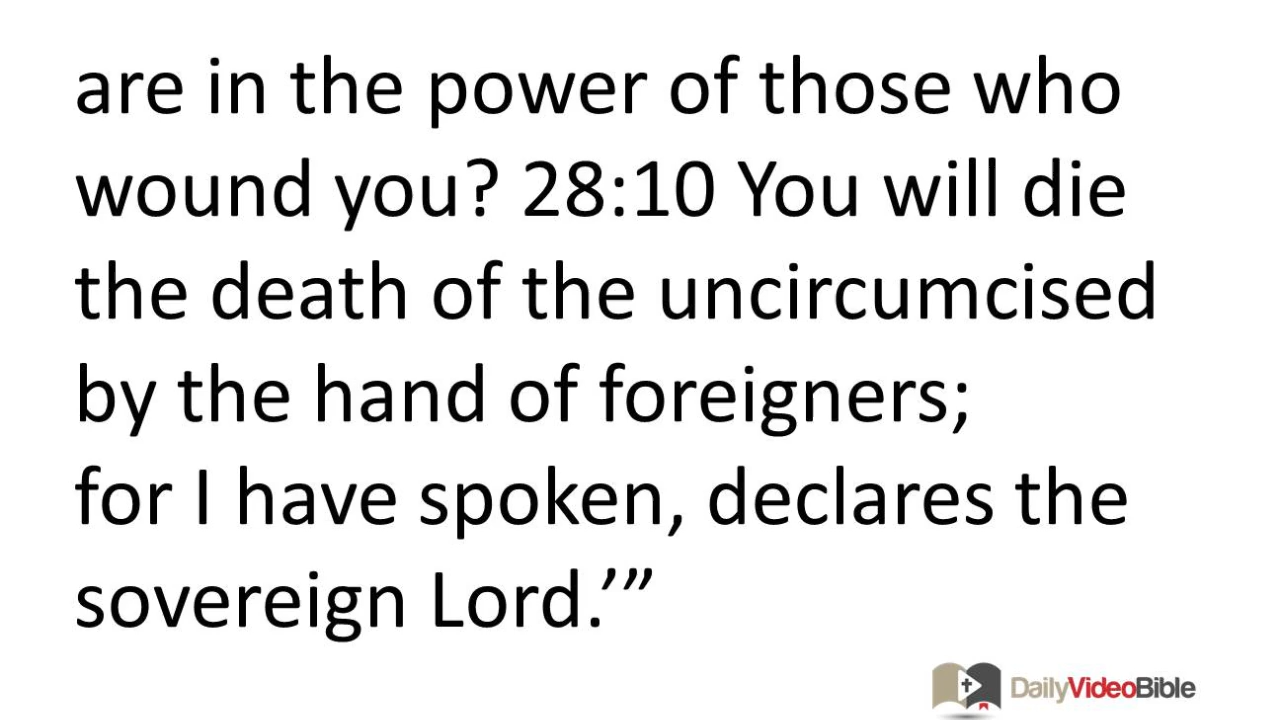 are in the power of those who
wound you? 28:10 You will die
the death of the uncircumcised
by the hand of foreigners;
for I have spoken, declares the
sovereign Lord.’”
DailyVideoBible